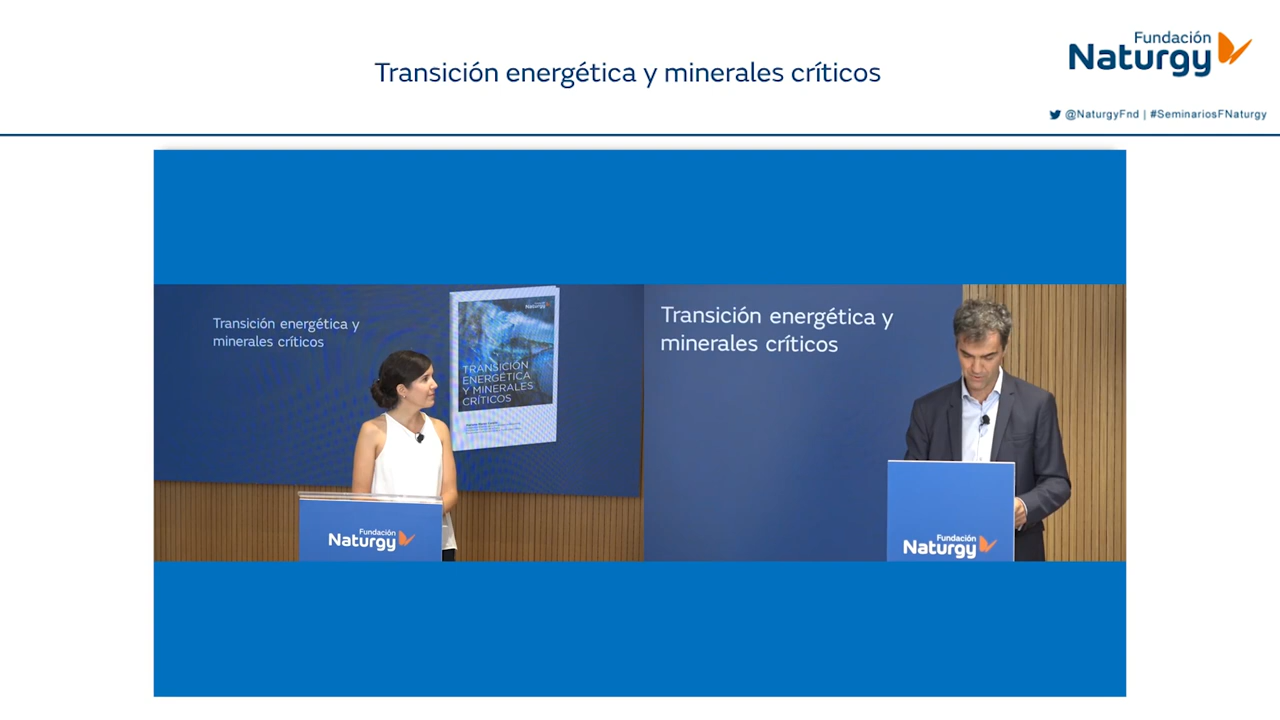 Transición energética y minerales críticos
Fundación
Naturgy
@NaturgyFnd | #SeminariosFNaturgy
Transición energética y
minerales críticos
Naturgy
TRANSICIÓN
ENERGÉTICA
Y MINERALES
CRÍTICOS
Fundación
Naturgy
Transición energética y
minerales críticos
Fundación
Naturgy